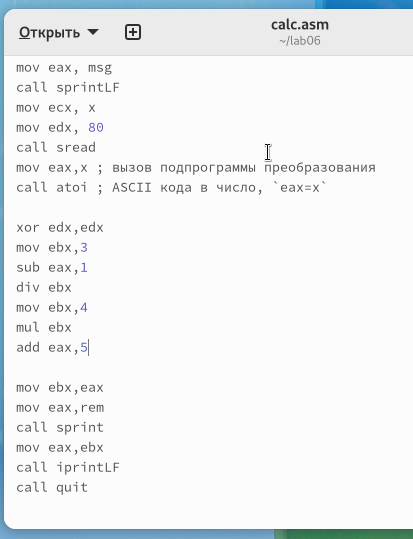 Открыть
calc.asm
~/lab06
mov eax, msg
call sprintLF
mov ecx, x
mov edx, 80
call sread
mov eax,x ; вызов подпрограммы преобразования
call atoi ; ASCII кода в число, `eax=x`
xor edx,edx
mov ebx,3
sub eax,1
div ebx
mov ebx,4
mul ebx
add eax,5
mov ebx,eax
mov eax,rem
call sprint
mov eax,ebx
call iprintLF
call quit